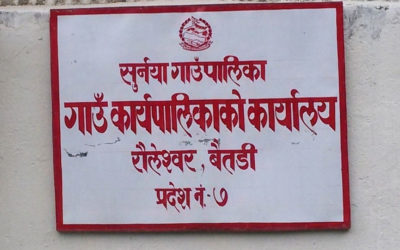 सुर्नया गाउँपालिका
गाउँ कार्यपालिकाको कार्यालय
रौलेश्वर, बैतडी
प्रदेश नं. ७